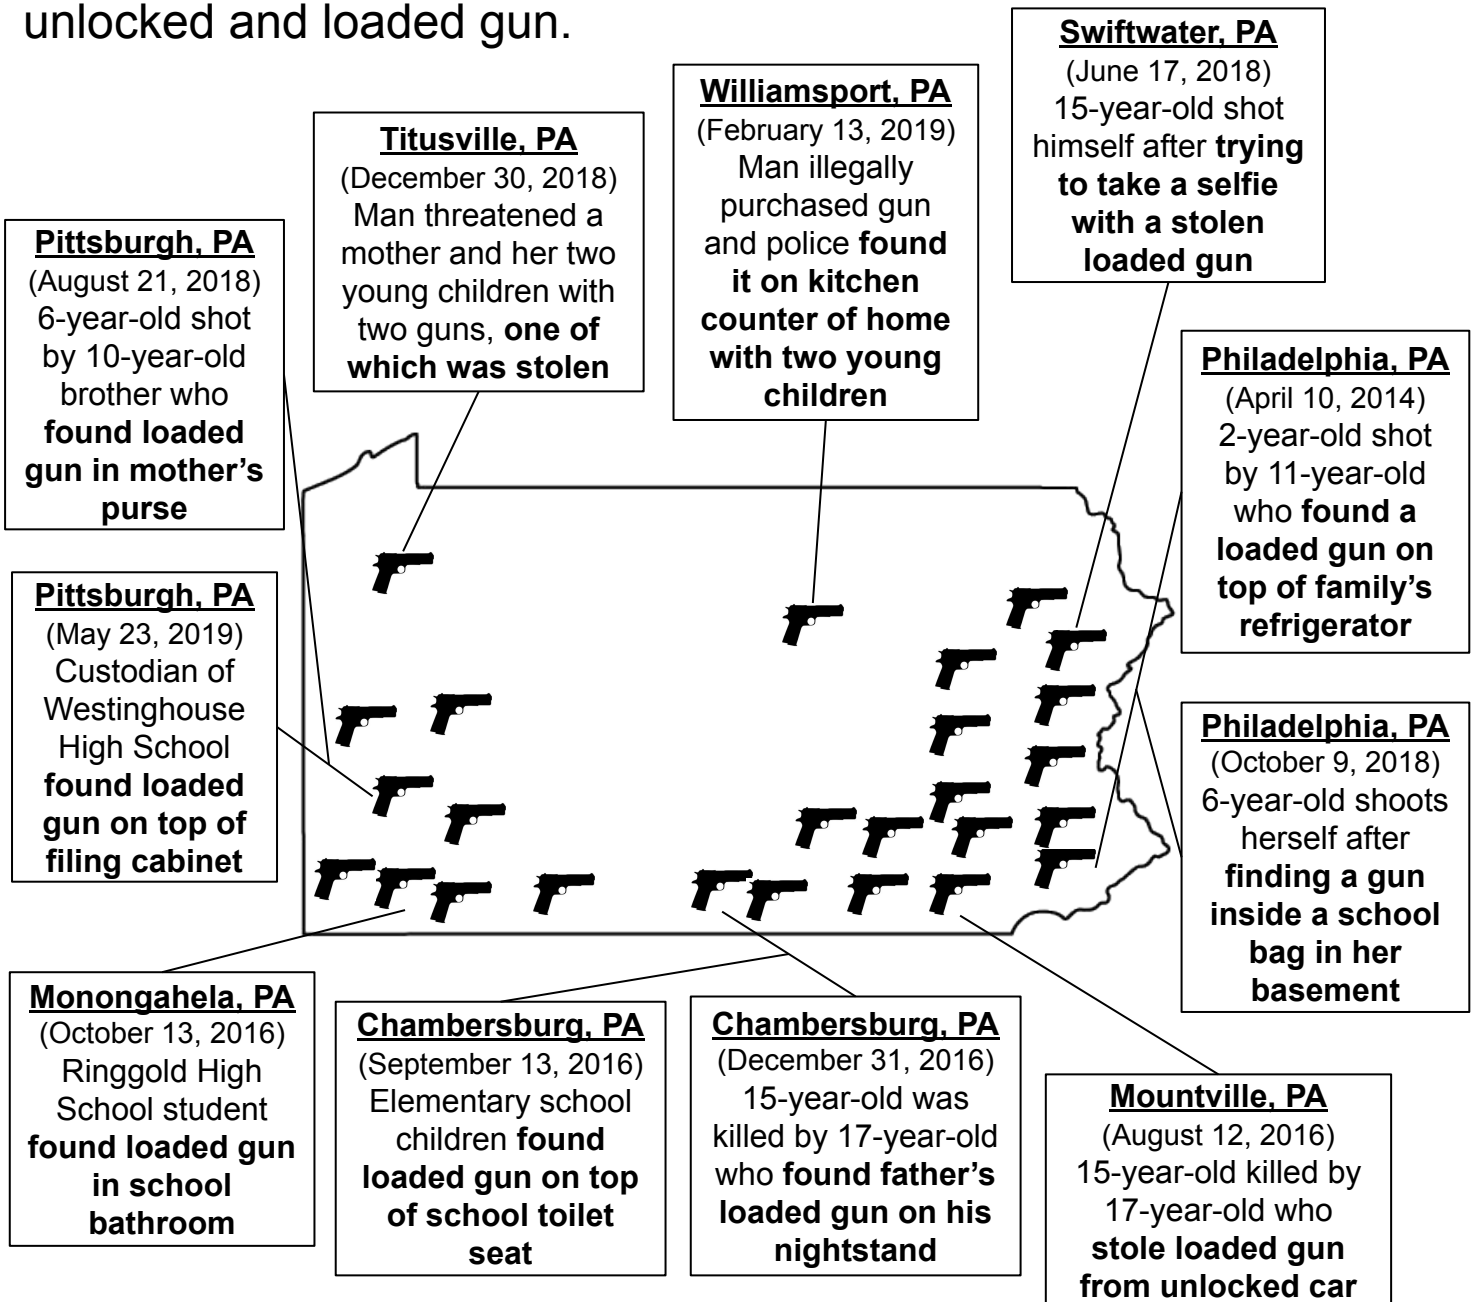 unlocked and loaded gun.
Swiftwater, PA
(June 17, 2018)
15-year-old shot
himself after trying
to take a selfie
with a stolen
loaded gun
Williamsport, PA
(February 13, 2019)
Man illegally
purchased gun
and police found
it on kitchen
counter of home
with two young
children
Titusville, PA
(December 30, 2018)
Man threatened a
mother and her two
young children with
two guns, one of
which was stolen
Pittsburgh, PA
(August 21, 2018)
6-year-old shot
by 10-year-old
brother who
found loaded
gun in mother’s
purse
Philadelphia, PA
(April 10, 2014)
2-year-old shot
by 11-year-old
who found a
loaded gun on
top of family’s
refrigerator
Pittsburgh, PA
(May 23, 2019)
Custodian of
Westinghouse
High School
found loaded
gun on top of
filing cabinet
Philadelphia, PA
(October 9, 2018)
6-year-old shoots
herself after
finding a gun
inside a school
bag in her
basement
Monongahela, PA
(October 13, 2016)
Ringgold High
School student
found loaded gun
in school
bathroom
Chambersburg, PA
(September 13, 2016)
Elementary school
children found
loaded gun on top
of school toilet
seat
Chambersburg, PA
(December 31, 2016)
15-year-old was
killed by 17-year-old
who found father’s
loaded gun on his
nightstand
Mountville, PA
(August 12, 2016)
15-year-old killed by
17-year-old who
stole loaded gun
from unlocked car